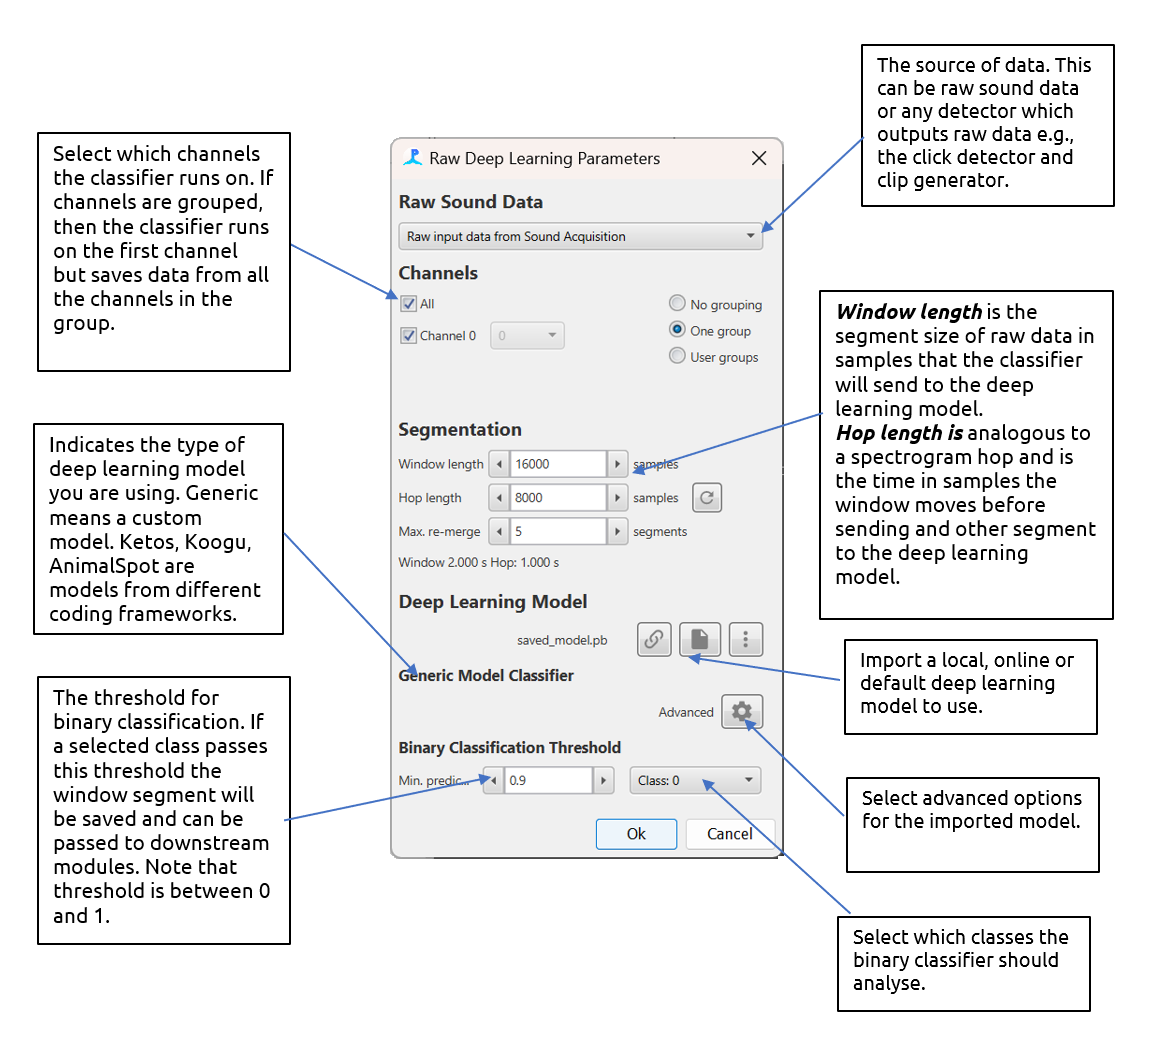 The source of data. This
can be raw sound data
or any detector which
outputs raw data e.g.,
the click detector and
clip generator.
Select which channels
the classifier runs on. If
channels are grouped,
then the classifier runs
on the first channel
but saves data from all
the channels in the
group.
Raw Deep Learning Parameters
Raw Sound Data
Raw input data from Sound Acquisition
Channels
All
No grouping
Channel 0
0
One group
User groups
Window length is the
segment size of raw data in
samples that the classifier
will send to the deep
learning model.
Hop length is analogous to
a spectrogram hop and is
the time in samples the
window moves before
sending and other segment
to the deep learning
model.
Indicates the type of
deep learning model
you are using. Generic
means a custom
model. Ketos, Koogu,
AnimalSpot are
models from different
coding frameworks.
Segmentation
Window length 16000 samples
Hop length 8000 samples
Max. re-merge 5 segments
Window 2.000 s Hop: 1.000 s
Deep Learning Model
saved_model.pb
Generic Model Classifier
Advanced
Binary Classification Threshold
Min. predic... 0.9 Class: 0
Ok Cancel
Import a local, online or
default deep learning
model to use.
The threshold for
binary classification. If
a selected class passes
this threshold the
window segment will
be saved and can be
passed to downstream
modules. Note that
threshold is between 0
and 1.
Select advanced options
for the imported model.
Select which classes the
binary classifier should
analyse.